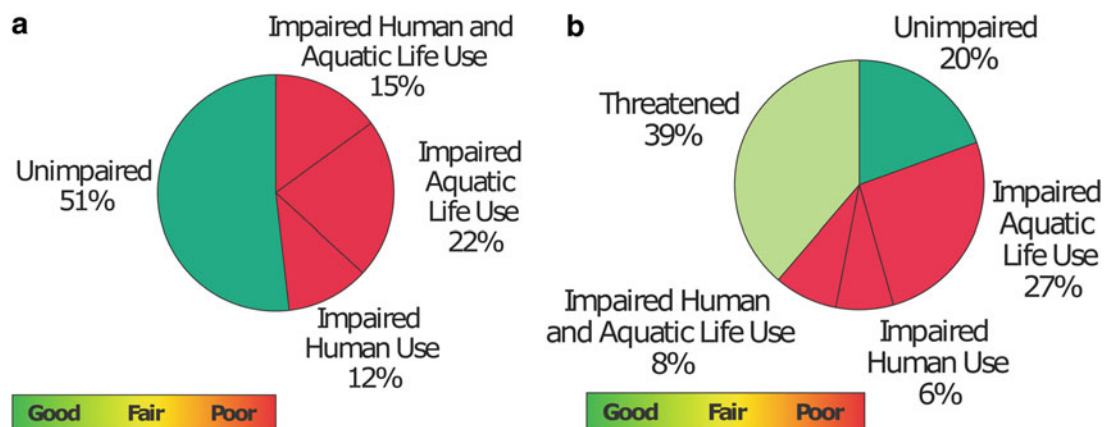 a
Impaired Human and
Aquatic Life Use
15%
Unimpaired
51%
Impaired
Aquatic
Life Use
22%
Impaired
Human Use
12%
Good Fair Poor
b
Unimpaired
20%
Threatened
39%
Impaired
Aquatic
Life Use
27%
Impaired Human
and Aquatic Life Use
8%
Impaired
Human Use
6%
Good Fair Poor